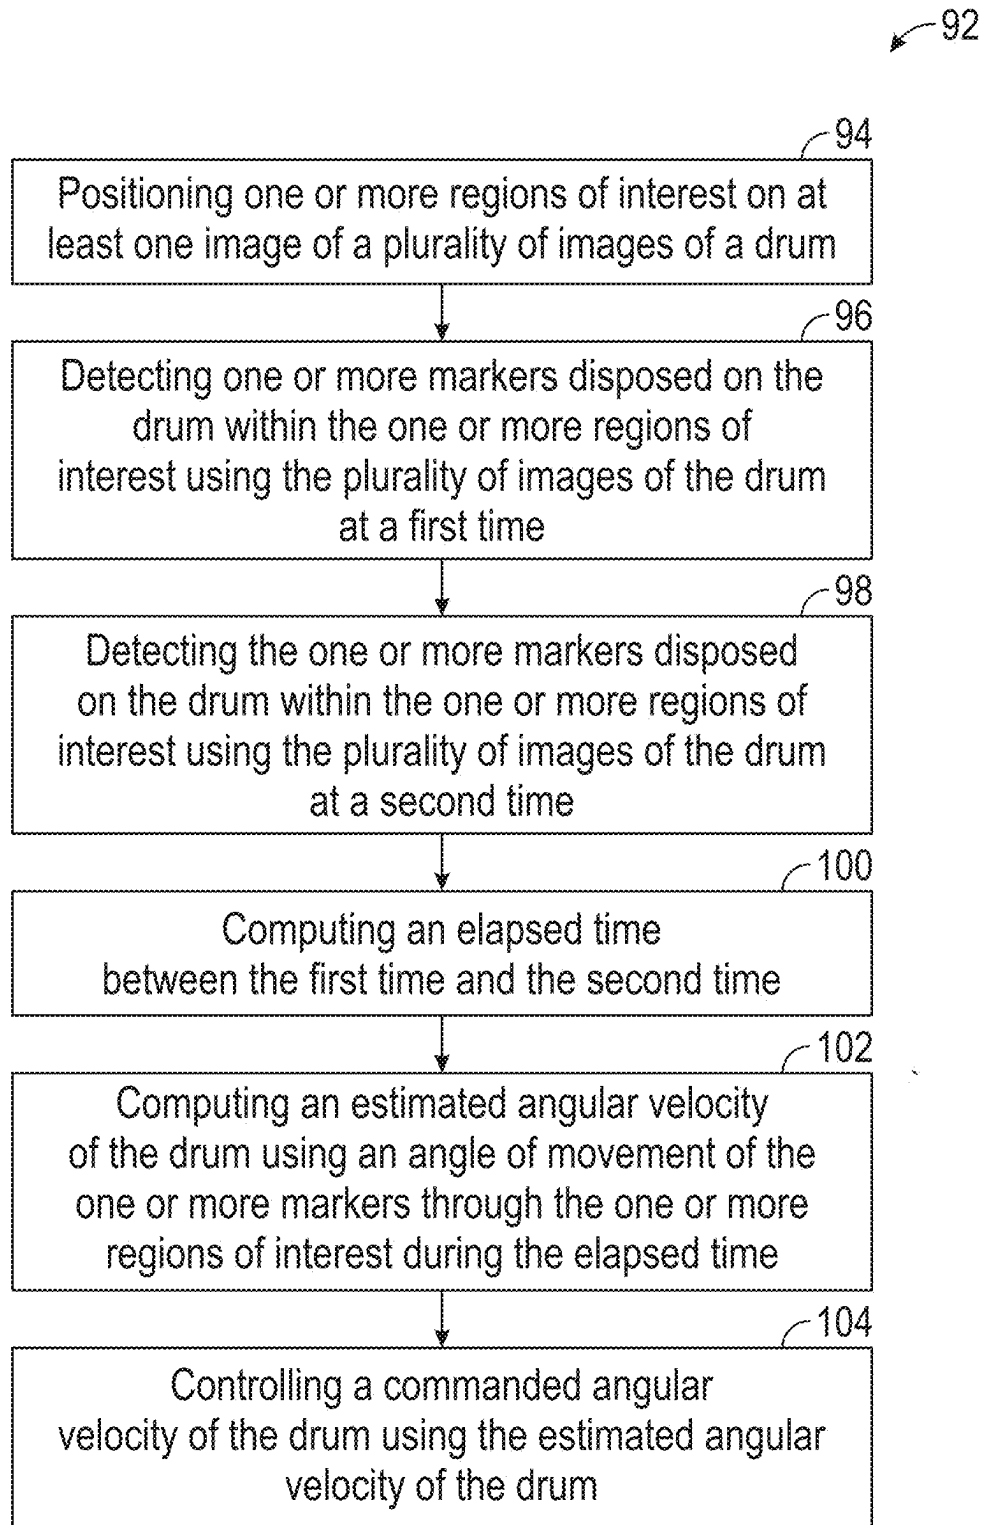 92
94
Positioning one or more regions of interest on at
least one image of a plurality of images of a drum
96
Detecting one or more markers disposed on the
drum within the one or more regions of
interest using the plurality of images of the drum
at a first time
98
Detecting the one or more markers disposed
on the drum within the one or more regions of
interest using the plurality of images of the drum
at a second time
100
Computing an elapsed time
between the first time and the second time
102
Computing an estimated angular velocity
of the drum using an angle of movement of the
one or more markers through the one or more
regions of interest during the elapsed time
104
Controlling a commanded angular
velocity of the drum using the estimated angular
velocity of the drum